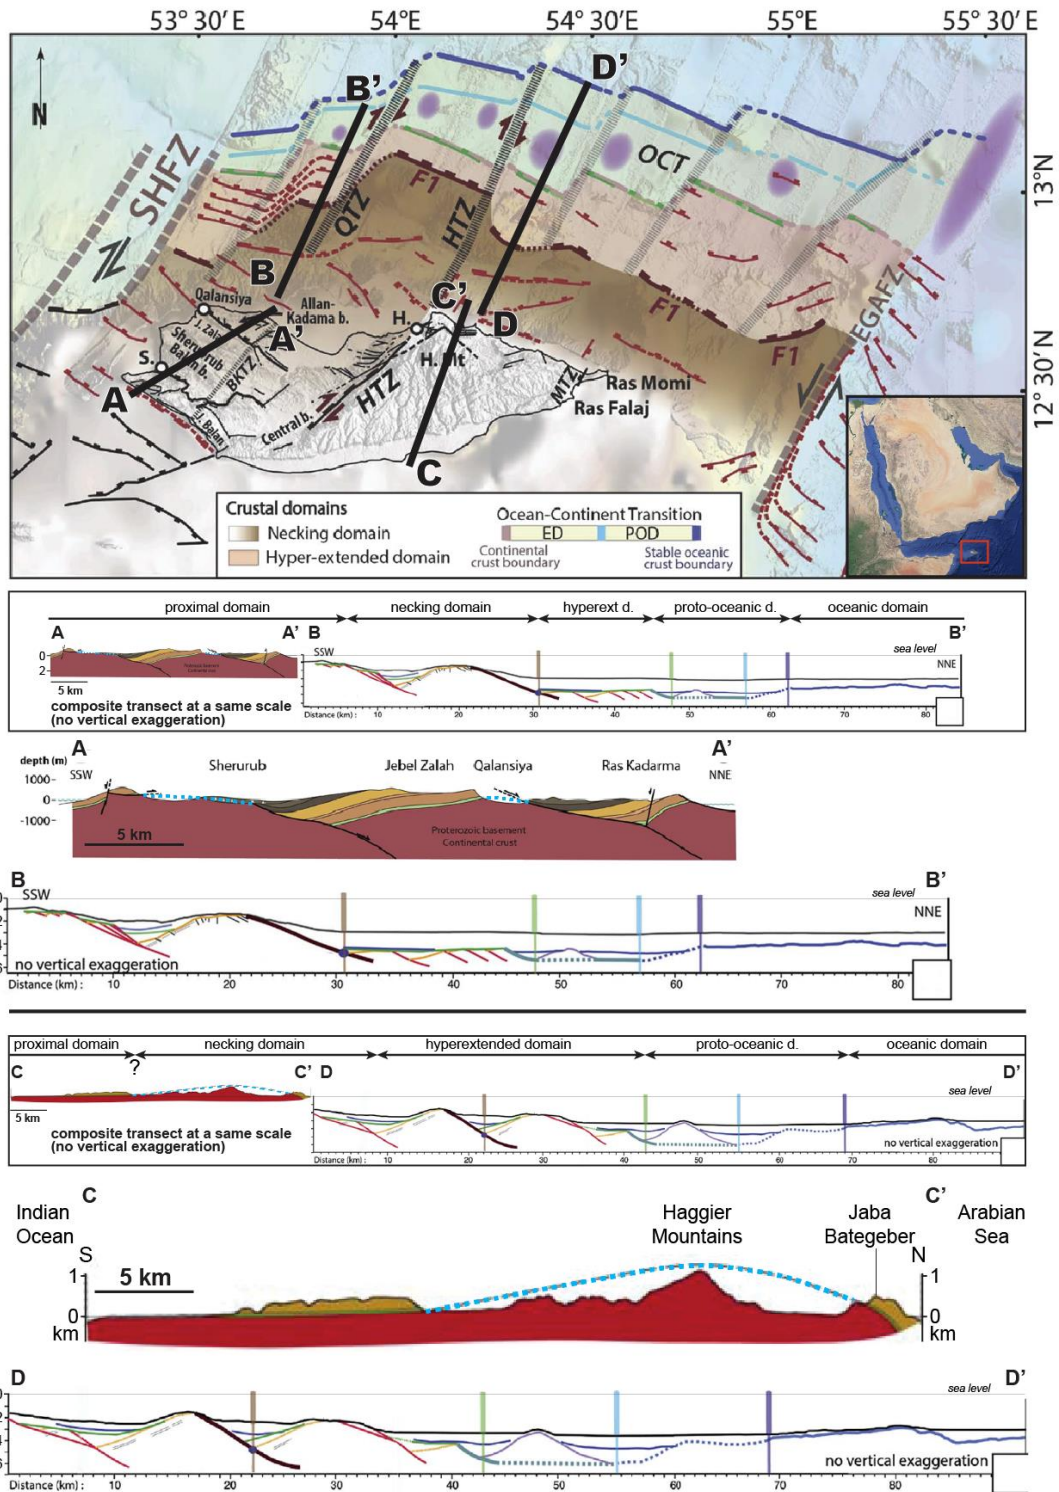 53° 30′ E 54° E 54° 30′ E 55° E 55° 30′ E
N
SHFZ
B'
D'
OCT
13°N
F1
QTZ
HTZ
B
Qalansiya
Allan-
Kadama b.
A'
C'
D
F1
F1
EGAFZ
H.
S.
BKTZ
HTZ
A
Central b.
MTZ
Ras Momi
Ras Falaj
12° 30′ N
C
Crustal domains
Necking domain
Hyper-extended domain
Ocean-Continent Transition
ED POD
Continental
crust boundary
Stable oceanic
crust boundary
proximal domain necking domain hyperext d. proto-oceanic d. oceanic domain
A A' B B'
SSW sea level NNE
0
2
5 km
composite transect at a same scale
(no vertical exaggeration)
Distance (km) : 10 20 30 40 50 60 70 80
A A'
depth (m) SSW Sherurub Jebel Zalah Qalansiya Ras Kadarma NNE
1000
0
-1000
5 km
Proterozoic basement
Continental crust
B B'
SSW sea level NNE
no vertical exaggeration
Distance (km) : 10 20 30 40 50 60 70 80
proximal domain necking domain hyperextended domain proto-oceanic d. oceanic domain
?
C C' D D'
sea level
5 km
composite transect at a same scale
(no vertical exaggeration)
no vertical exaggeration
Distance (km) : 10 20 30 40 50 60 70 80
C C'
Indian
Ocean
Haggier
Mountains
Jaba
Bategeber
Arabian
Sea
S N
1 5 km 1
0 0
km km
D D'
sea level
no vertical exaggeration
Distance (km) : 10 20 30 40 50 60 70 80